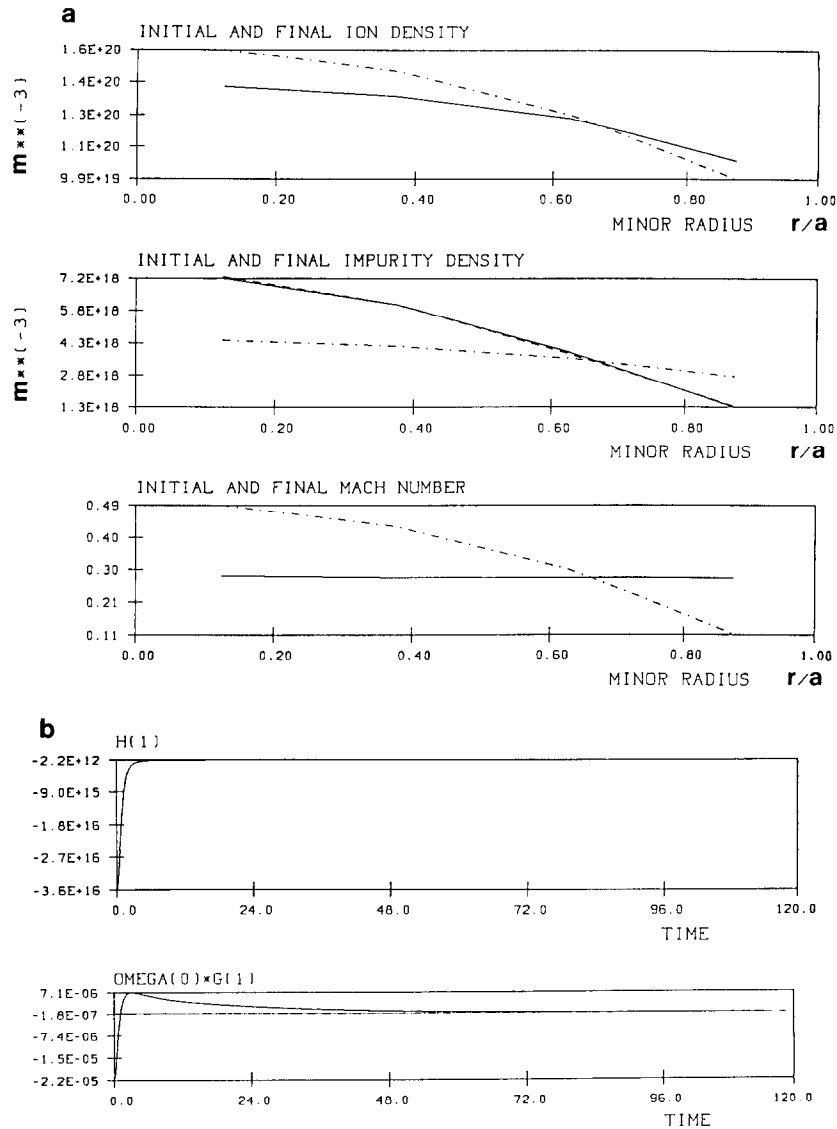 a
INITIAL AND FINAL ION DENSITY
m**(-3)
1.6E+20
1.4E+20
1.3E+20
1.1E+20
9.9E+19
0.00 0.20 0.40 0.60 0.80 1.00
MINOR RADIUS r/a
INITIAL AND FINAL IMPURITY DENSITY
m**(-3)
7.2E+18
5.8E+18
4.3E+18
2.8E+18
1.3E+18
0.00 0.20 0.40 0.60 0.80 1.00
MINOR RADIUS r/a
INITIAL AND FINAL MACH NUMBER
0.49
0.40
0.30
0.21
0.11
0.00 0.20 0.40 0.60 0.80 1.00
MINOR RADIUS r/a
b
H(1)
-2.2E+12
-9.0E+15
-1.8E+16
-2.7E+16
-3.6E+16
0.0 24.0 48.0 72.0 96.0 120.0
TIME
OMEGA(0)*G(1)
7.1E-06
-1.8E-07
-7.4E-06
-1.5E-05
-2.2E-05
0.0 24.0 48.0 72.0 96.0 120.0
TIME